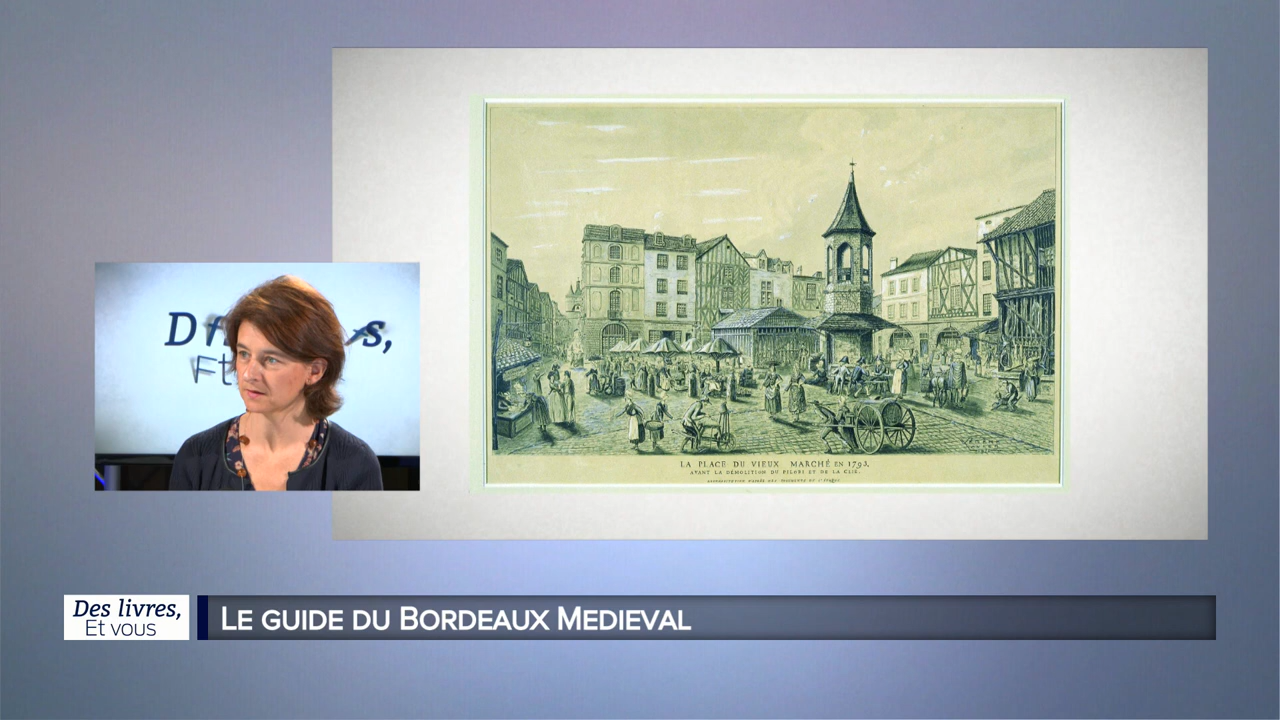 LA PLACE DU VIEUX MARCHÉ EN 1793.
AVANT LA DÉMOLITION DU PILORI ET DE LA CLIE.
D
s,
Et
Des livres,
Et vous
LE GUIDE DU BORDEAUX MEDIEVAL